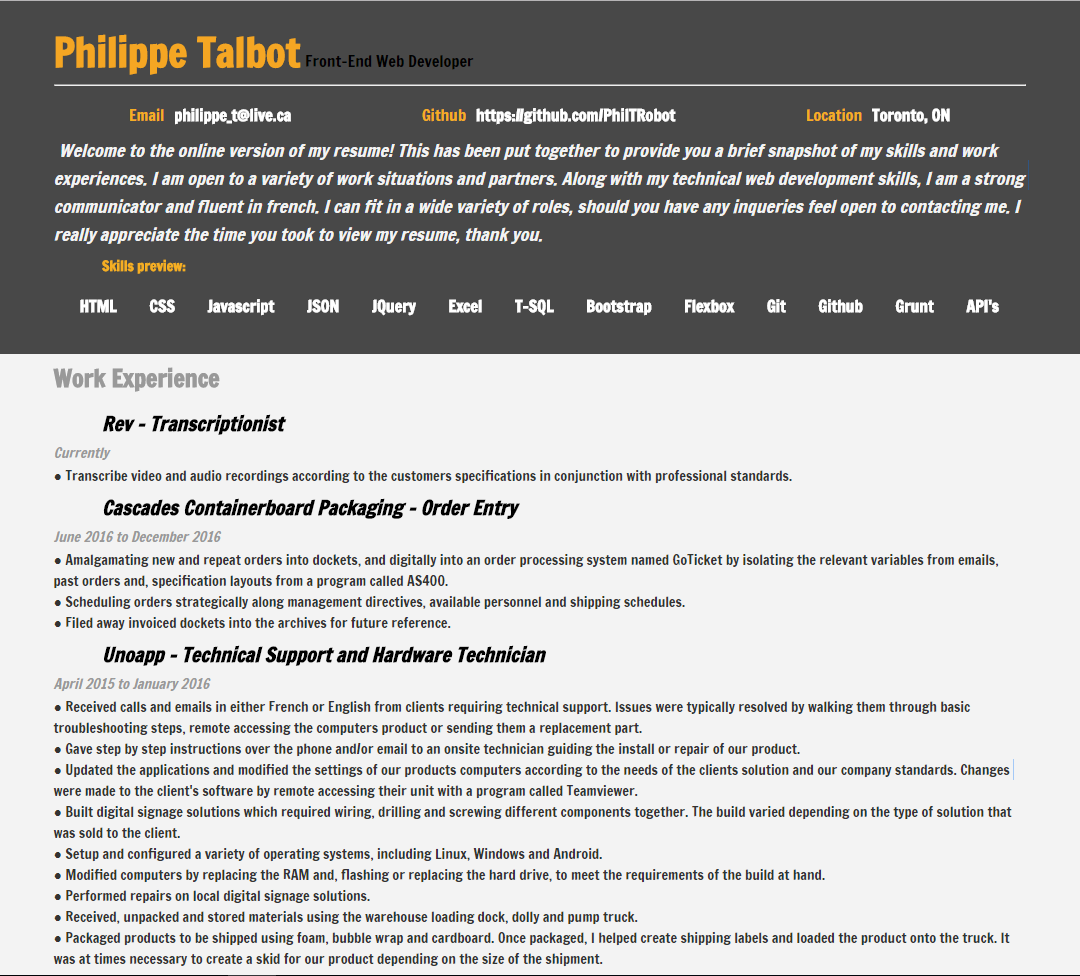 Philippe Talbot Front-End Web Developer
Email philippe_t@live.ca Github https://github.com/PhilTRobot Location Toronto, ON
Welcome to the online version of my resume! This has been put together to provide you a brief snapshot of my skills and work
experiences. I am open to a variety of work situations and partners. Along with my technical web development skills, I am a strong
communicator and fluent in french. I can fit in a wide variety of roles, should you have any inqueries feel open to contacting me. I
really appreciate the time you took to view my resume, thank you.
Skills preview:
HTML CSS Javascript JSON JQuery Excel T-SQL Bootstrap Flexbox Git Github Grunt API's
Work Experience
Rev - Transcriptionist
Currently
● Transcribe video and audio recordings according to the customers specifications in conjunction with professional standards.
Cascades Containerboard Packaging - Order Entry
June 2016 to December 2016
● Amalgamating new and repeat orders into dockets, and digitally into an order processing system named GoTicket by isolating the relevant variables from emails,
past orders and, specification layouts from a program called AS400.
● Scheduling orders strategically along management directives, available personnel and shipping schedules.
● Filed away invoiced dockets into the archives for future reference.
Unoapp - Technical Support and Hardware Technician
April 2015 to January 2016
● Received calls and emails in either French or English from clients requiring technical support. Issues were typically resolved by walking them through basic
troubleshooting steps, remote accessing the computers product or sending them a replacement part.
● Gave step by step instructions over the phone and/or email to an onsite technician guiding the install or repair of our product.
● Updated the applications and modified the settings of our products computers according to the needs of the clients solution and our company standards. Changes
were made to the client's software by remote accessing their unit with a program called Teamviewer.
● Built digital signage solutions which required wiring, drilling and screwing different components together. The build varied depending on the type of solution that
was sold to the client.
● Setup and configured a variety of operating systems, including Linux, Windows and Android.
● Modified computers by replacing the RAM and, flashing or replacing the hard drive, to meet the requirements of the build at hand.
● Performed repairs on local digital signage solutions.
● Received, unpacked and stored materials using the warehouse loading dock, dolly and pump truck.
● Packaged products to be shipped using foam, bubble wrap and cardboard. Once packaged, I helped create shipping labels and loaded the product onto the truck. It
was at times necessary to create a skid for our product depending on the size of the shipment.